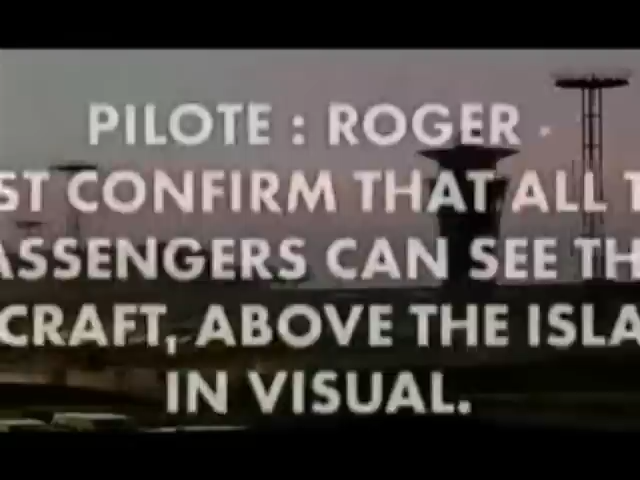 PILOTE : ROGER -
ST CONFIRM THAT ALL T
ASSENGERS CAN SEE TH
CRAFT, ABOVE THE ISLA
IN VISUAL.